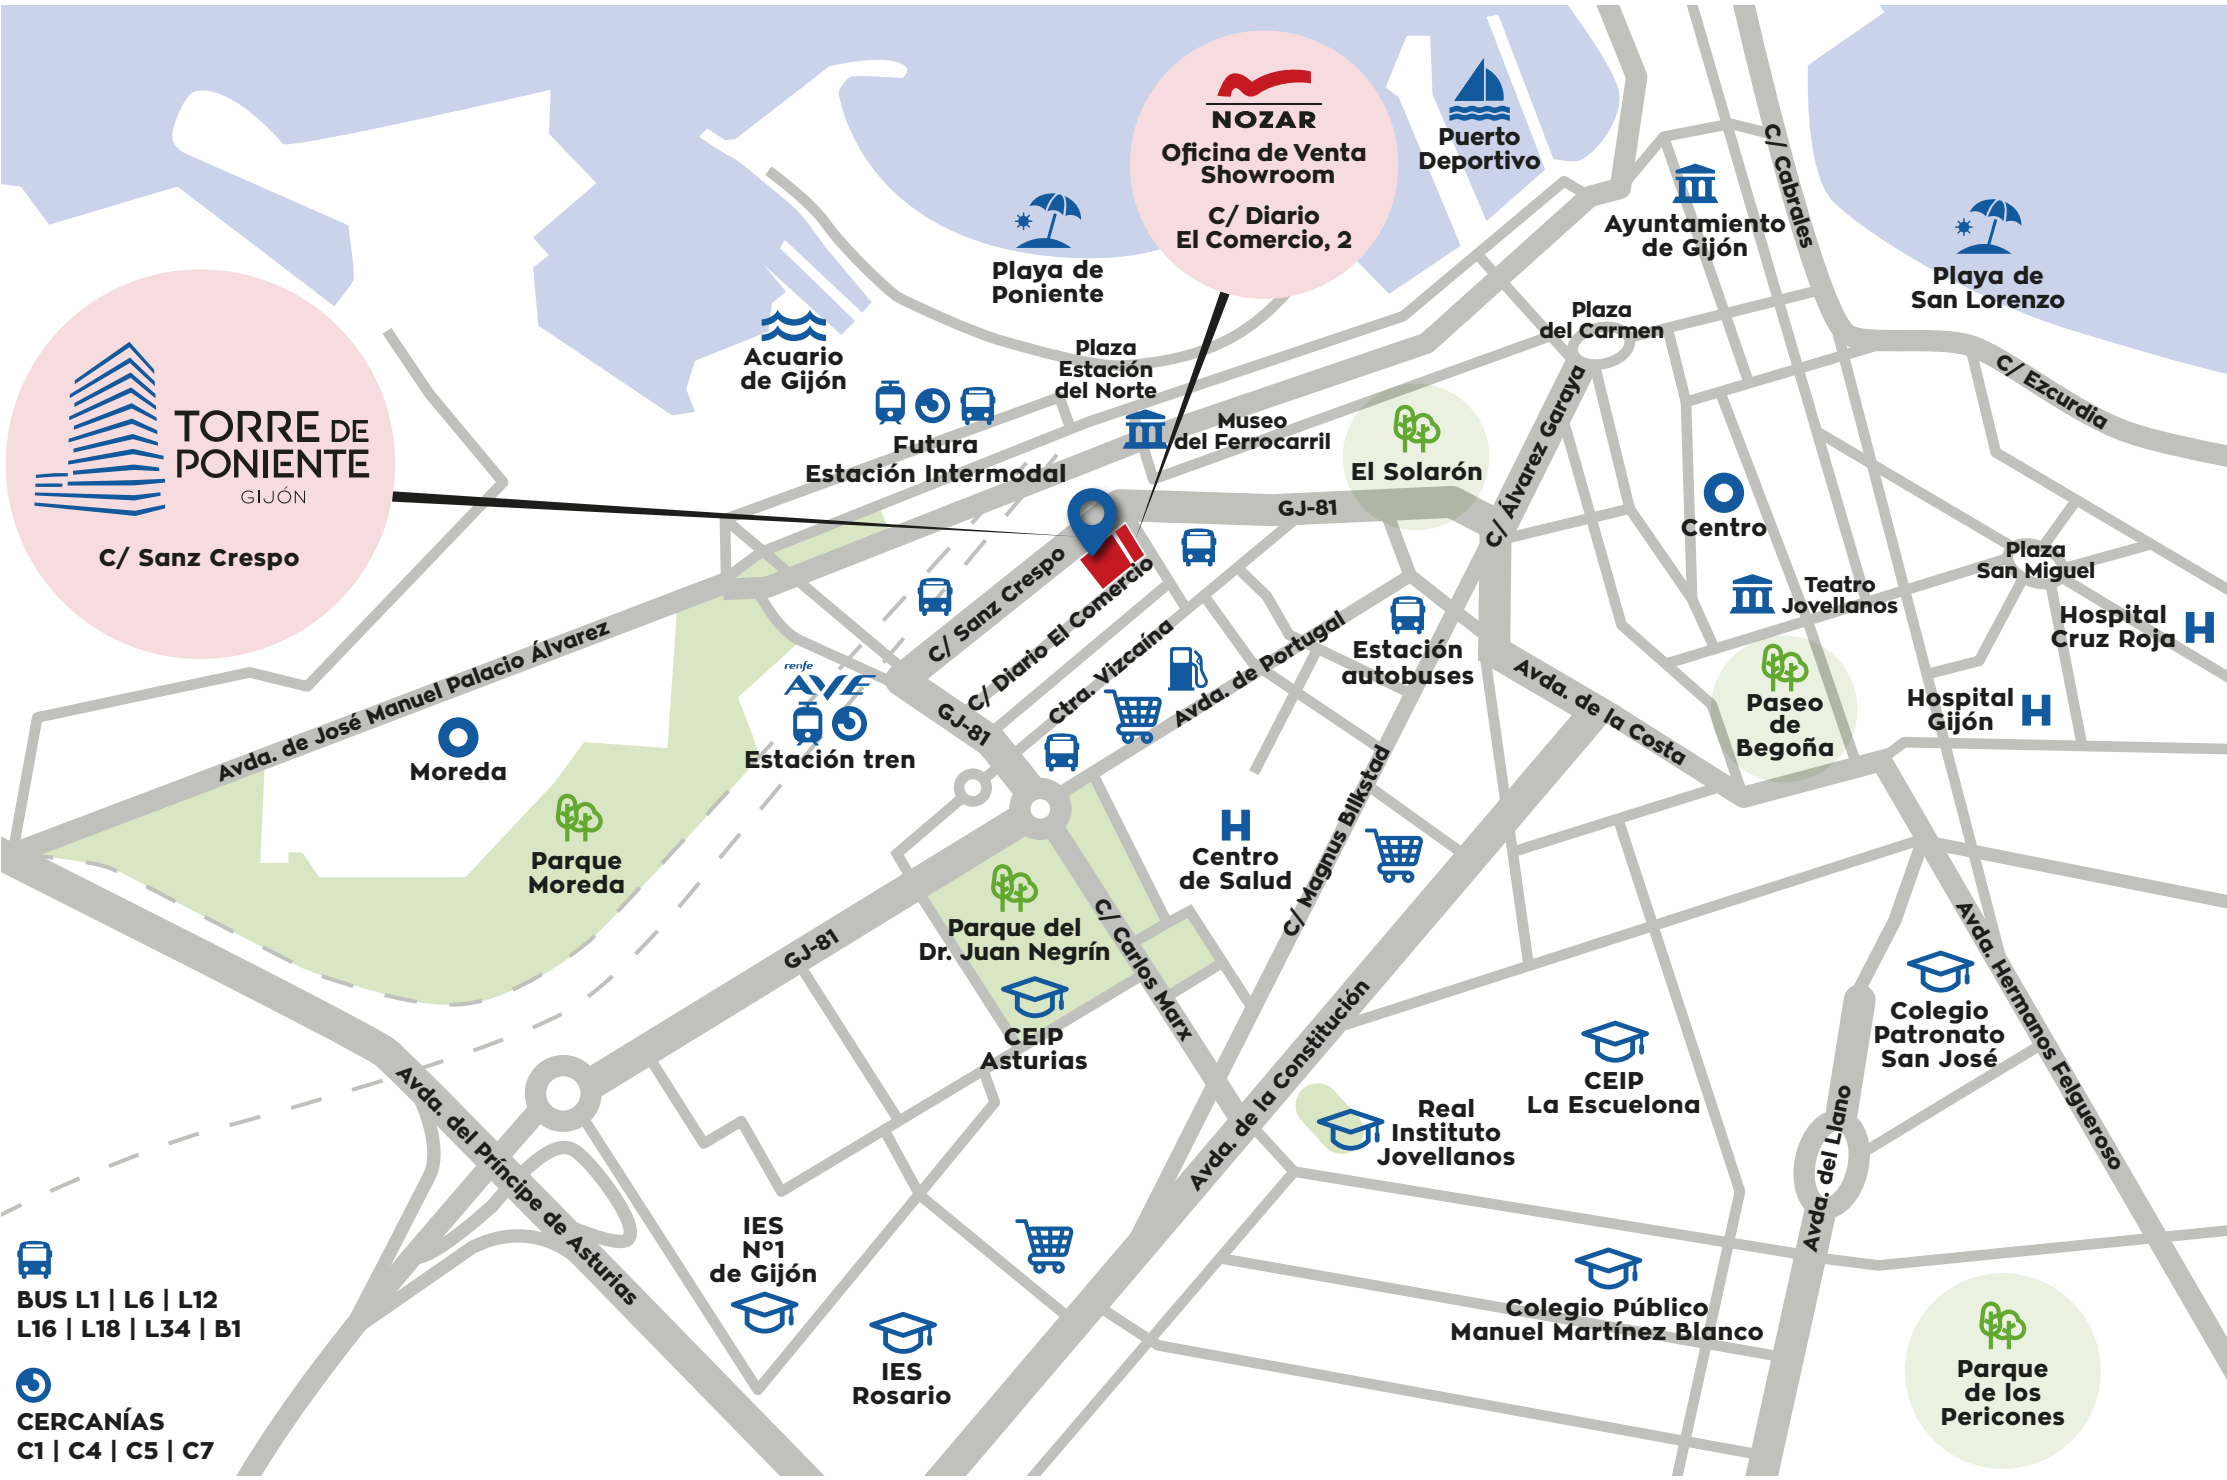 NOZAR
Oficina de Venta
Showroom
C/ Diario
El Comercio, 2
Puerto
Deportivo
C/ Cabrales
Ayuntamiento
de Gijón
Playa de
Poniente
Playa de
San Lorenzo
TORRE DE
PONIENTE
GIJÓN
C/ Sanz Crespo
Acuario
de Gijón
Plaza
Estación
del Norte
Plaza
del Carmen
C/ Ezcurdia
Futura
Estación Intermodal
Museo
del Ferrocarril
El Solarón
C/ Álvarez Garaya
GJ-81
Centro
Plaza
San Miguel
Teatro
Jovellanos
Hospital
Cruz Roja
H
C/ Sanz Crespo
C/ Diario El Comercio
Ctra. Vizcaína
Avda. de Portugal
Estación
autobuses
Avda. de la Costa
Paseo
de
Begoña
Hospital
Gijón
H
Avda. de José Manuel Palacio Álvarez
renfe
AVE
Estación tren
GJ-81
Moreda
Parque
Moreda
H
Centro
de Salud
C/ Magnus Blikstad
Parque del
Dr. Juan Negrín
C/ Carlos Marx
GJ-81
CEIP
Asturias
Avda. de la Constitución
Avda. Hermanos Felgueroso
Colegio
Patronato
San José
CEIP
La Escuelona
Real
Instituto
Jovellanos
Avda. del Llano
Avda. del Príncipe de Asturias
IES
Nº1
de Gijón
IES
Rosario
Colegio Público
Manuel Martínez Blanco
Parque
de los
Pericones
BUS L1 | L6 | L12
L16 | L18 | L34 | B1
CERCANÍAS
C1 | C4 | C5 | C7